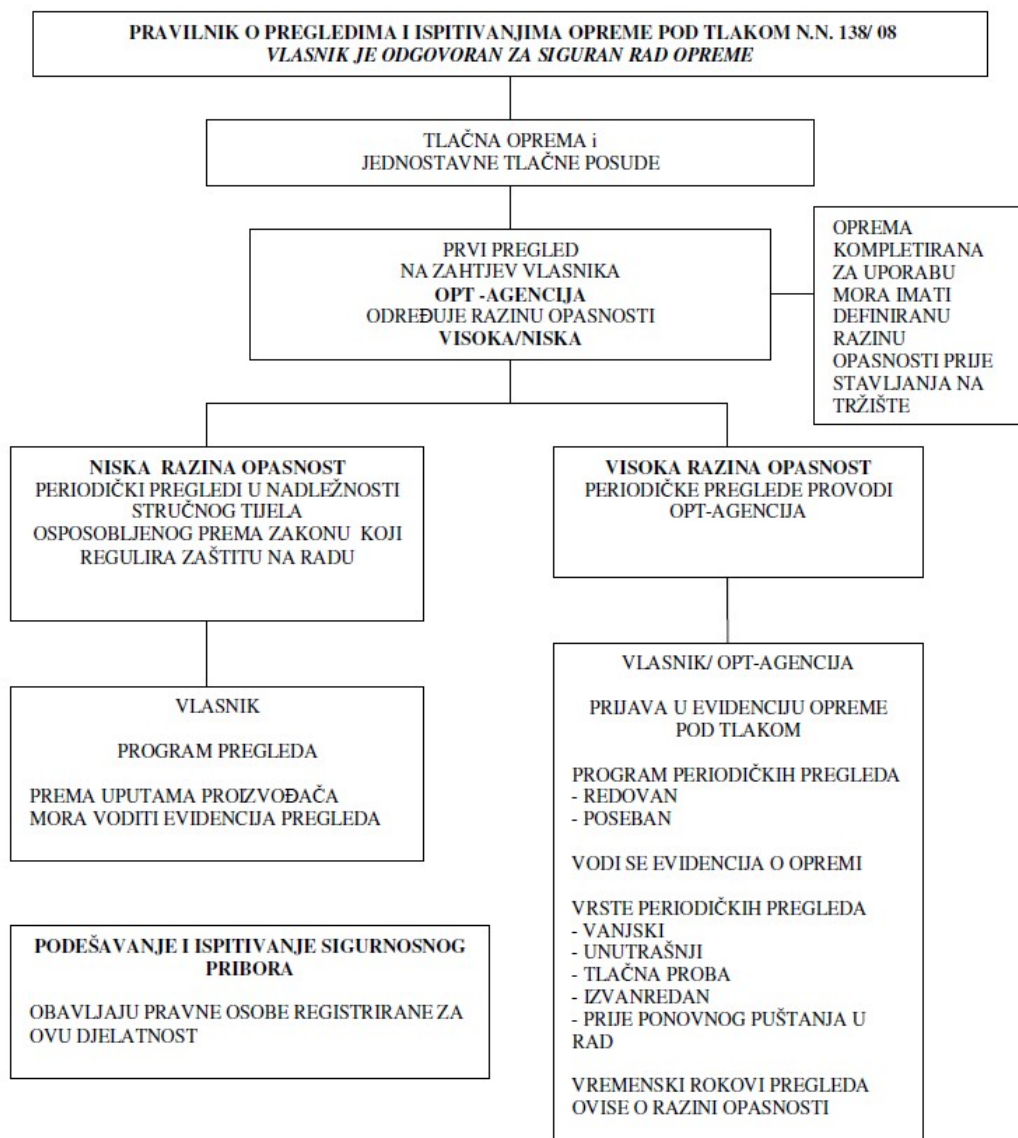 PRAVILNIK O PREGLEDIMA I ISPITIVANJIMA OPREME POD TLAKOM N.N. 138/ 08
VLASNIK JE ODGOVORAN ZA SIGURAN RAD OPREME
TLAČNA OPREMA i
JEDNOSTAVNE TLAČNE POSUDE
PRVI PREGLED
NA ZAHTJEV VLASNIKA
OPT -AGENCIJA
ODREĐUJE RAZINU OPASNOSTI
VISOKA/NISKA
OPREMA
KOMPLETIRANA
ZA UPORABU
MORA IMATI
DEFINIRANU
RAZINU
OPASNOSTI PRIJE
STAVLJANJA NA
TRŽIŠTE
NISKA RAZINA OPASNOST
PERIODIČKI PREGLEDI U NADLEŽNOSTI
STRUČNOG TIJELA
OSPOSOBLJENOG PREMA ZAKONU KOJI
REGULIRA ZAŠTITU NA RADU
VISOKA RAZINA OPASNOST
PERIODIČKE PREGLEDE PROVODI
OPT-AGENCIJA
VLASNIK
PROGRAM PREGLEDA
PREMA UPUTAMA PROIZVOĐAČA
MORA VODITI EVIDENCIJA PREGLEDA
VLASNIK/ OPT-AGENCIJA
PRIJAVA U EVIDENCIJU OPREME
POD TLAKOM
PROGRAM PERIODIČKIH PREGLEDA
- REDOVAN
- POSEBAN
VODI SE EVIDENCIJA O OPREMI
VRSTE PERIODIČKIH PREGLEDA
- VANJSKI
- UNUTRAŠNJI
- TLAČNA PROBA
- IZVANREDAN
- PRIJE PONOVNOG PUŠTANJA U
RAD
VREMENSKI ROKOVI PREGLEDA
OVISE O RAZINI OPASNOSTI
PODEŠAVANJE I ISPITIVANJE SIGURNOSNOG
PRIBORA
OBAVLJAJU PRAVNE OSOBE REGISTRIRANE ZA
OVU DJELATNOST